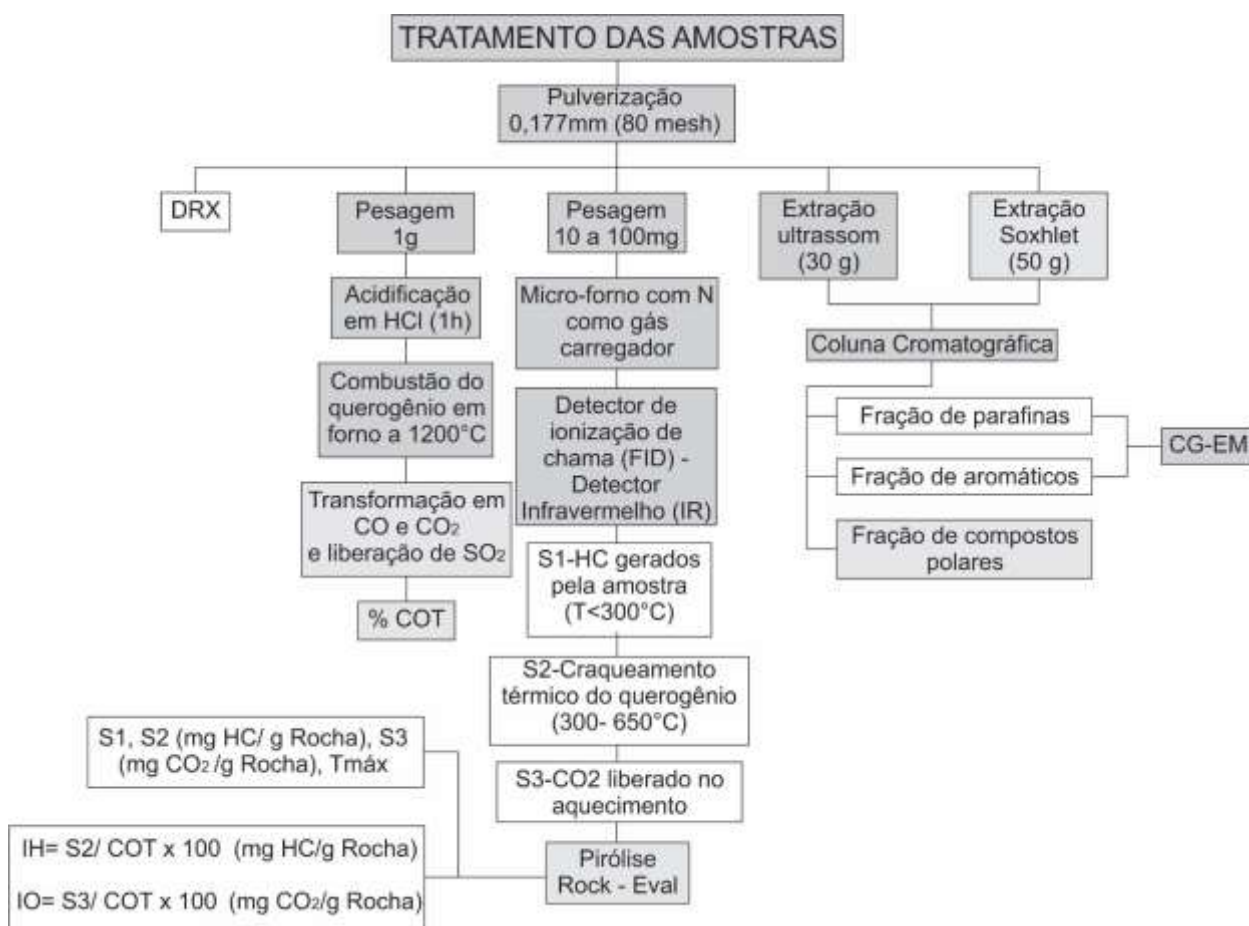 TRATAMENTO DAS AMOSTRAS
Pulverização
0,177mm (80 mesh)
DRX
Pesagem
1g
Pesagem
10 a 100mg
Extração
ultrassom
(30 g)
Extração
Soxhlet
(50 g)
Acidificação
em HCl (1h)
Micro-forno com N
como gás
carregador
Coluna Cromatográfica
Combustão do
querogênio em
forno a 1200°C
Detector de
ionização de
chama (FID) -
Detector
Infravermelho (IR)
Fração de parafinas
CG-EM
Fração de aromáticos
Fração de compostos
polares
Transformação em
CO e CO₂
e liberação de SO₂
% COT
S1-HC gerados
pela amostra
(T<300°C)
S2-Craqueamento
térmico do querogênio
(300- 650°C)
S1, S2 (mg HC/ g Rocha), S3
(mg CO₂ /g Rocha), Tmáx
S3-CO2 liberado no
aquecimento
IH= S2/ COT x 100 (mg HC/g Rocha)
IO= S3/ COT x 100 (mg CO₂/g Rocha)
Pirólise
Rock - Eval